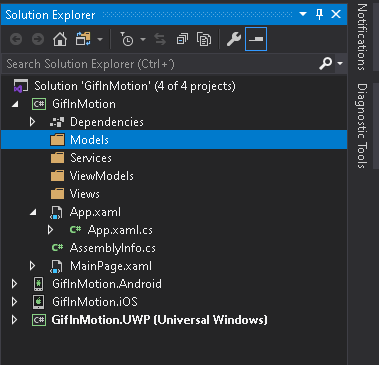 Solution Explorer
Search Solution Explorer (Ctrl+¨)
Solution 'GifInMotion' (4 of 4 projects)
C# GifInMotion
Dependencies
Models
Services
ViewModels
Views
App.xaml
C# App.xaml.cs
C# AssemblyInfo.cs
MainPage.xaml
GifInMotion.Android
GifInMotion.iOS
C# GifInMotion.UWP (Universal Windows)
Notifications
Diagnostic Tools